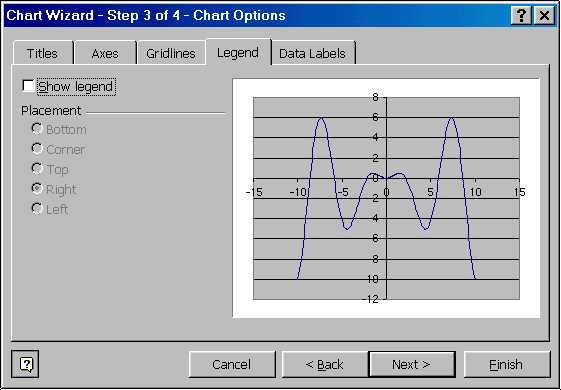 Chart Wizard - Step 3 of 4 - Chart Options
Titles Axes Gridlines Legend Data Labels
Show legend
Placement
Bottom
Corner
Top
Right
Left
8
6
4
2
0
-15 -10 -5 0 5 10 15
-2
-4
-6
-8
10
-12
Cancel < Back Next > Finish